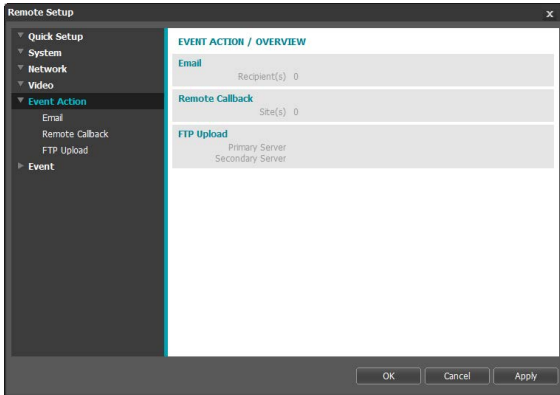 Remote Setup
x
Quick Setup
System
Network
Video
Event Action
Email
Remote Callback
FTP Upload
Event
EVENT ACTION / OVERVIEW
Email
Recipient(s) 0
Remote Callback
Site(s) 0
FTP Upload
Primary Server
Secondary Server
OK Cancel Apply